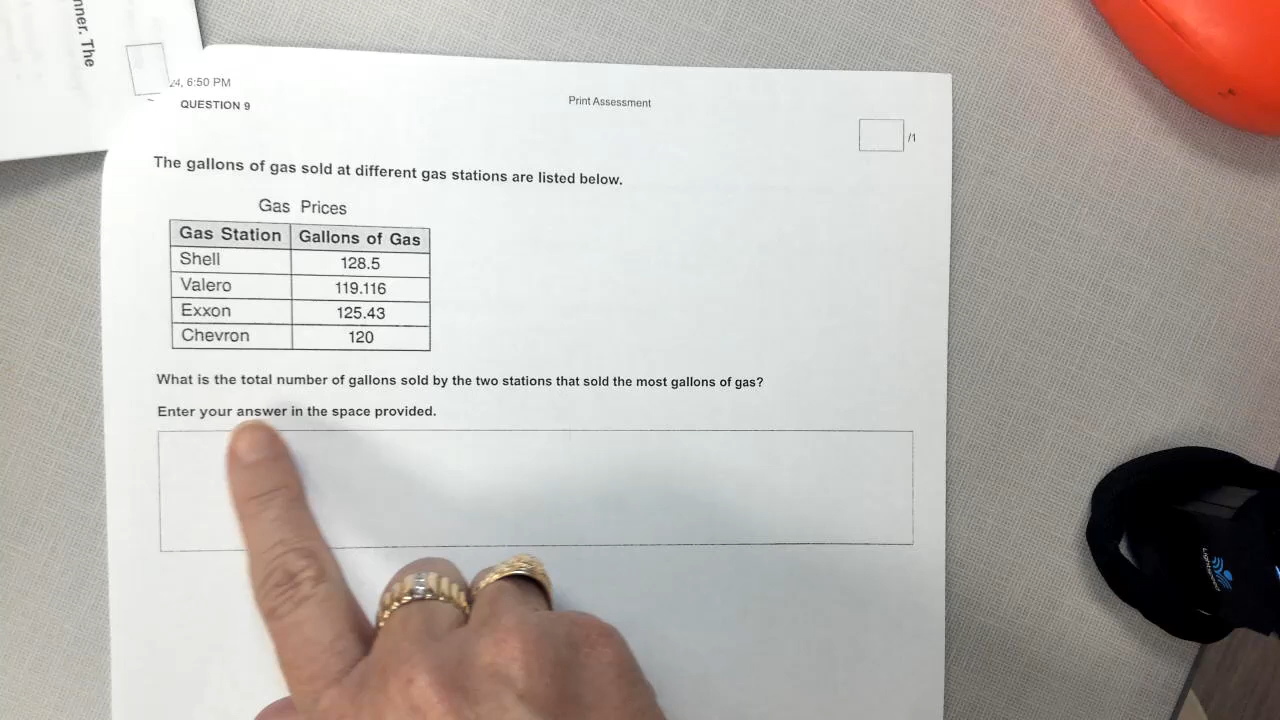 nner. The
24, 6:50 PM
Print Assessment
QUESTION 9
/1
The gallons of gas sold at different gas stations are listed below.
Gas Prices
Gas Station Gallons of Gas
Shell 128.5
Valero 119.116
Exxon 125.43
Chevron 120
What is the total number of gallons sold by the two stations that sold the most gallons of gas?
Enter your answer in the space provided.